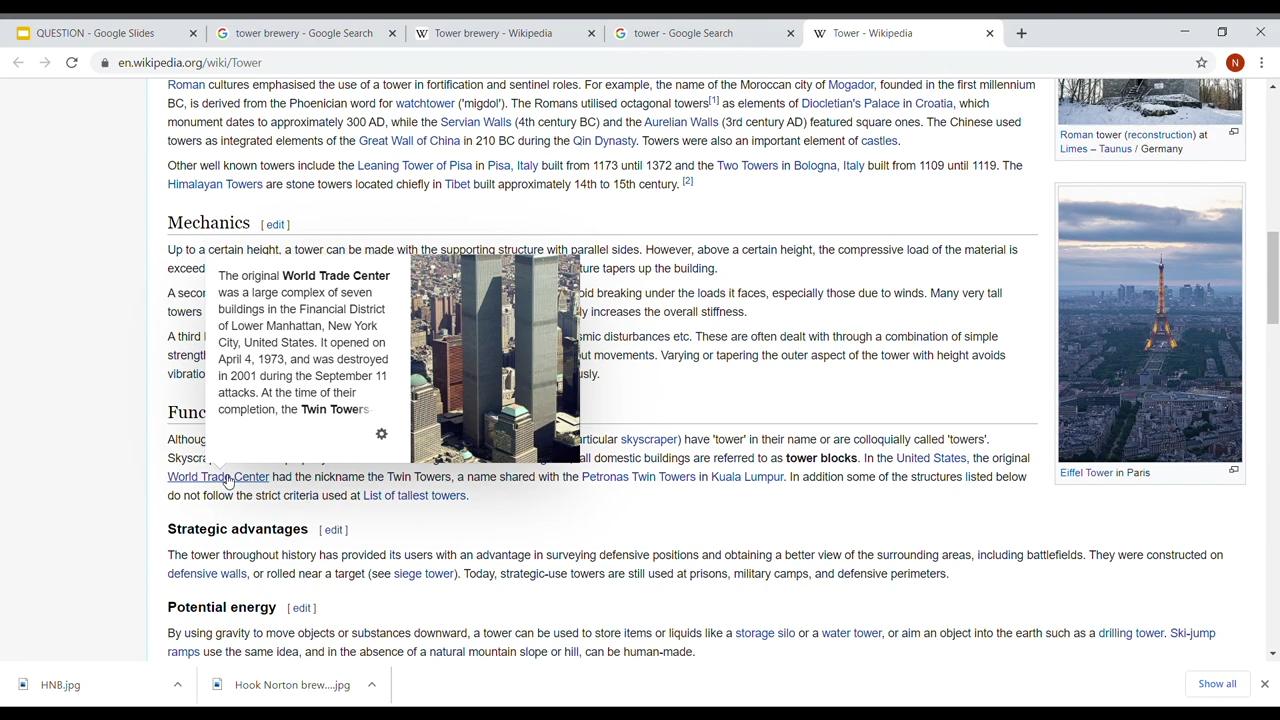 QUESTION - Google Slides
tower brewery - Google Search
Tower brewery - Wikipedia
tower - Google Search
Tower - Wikipedia
en.wikipedia.org/wiki/Tower
N
Roman cultures emphasised the use of a tower in fortification and sentinel roles. For example, the name of the Moroccan city of Mogador, founded in the first millennium
BC, is derived from the Phoenician word for watchtower ('migdol'). The Romans utilised octagonal towers[1] as elements of Diocletian's Palace in Croatia, which
monument dates to approximately 300 AD, while the Servian Walls (4th century BC) and the Aurelian Walls (3rd century AD) featured square ones. The Chinese used
towers as integrated elements of the Great Wall of China in 210 BC during the Qin Dynasty. Towers were also an important element of castles.
Other well known towers include the Leaning Tower of Pisa in Pisa, Italy built from 1173 until 1372 and the Two Towers in Bologna, Italy built from 1109 until 1119. The
Himalayan Towers are stone towers located chiefly in Tibet built approximately 14th to 15th century. [2]
Roman tower (reconstruction) at
Limes – Taunus / Germany
Mechanics [ edit ]
Up to a certain height, a tower can be made with the supporting structure with parallel sides. However, above a certain height, the compressive load of the material is
exceed ture tapers up the building.
A secon oid breaking under the loads it faces, especially those due to winds. Many very tall
towers ly increases the overall stiffness.
A third l smic disturbances etc. These are often dealt with through a combination of simple
strengt ut movements. Varying or tapering the outer aspect of the tower with height avoids
vibratio usly.
The original World Trade Center
was a large complex of seven
buildings in the Financial District
of Lower Manhattan, New York
City, United States. It opened on
April 4, 1973, and was destroyed
in 2001 during the September 11
attacks. At the time of their
completion, the Twin Towers
Func
Althoug articular skyscraper) have 'tower' in their name or are colloquially called 'towers'.
Skyscra all domestic buildings are referred to as tower blocks. In the United States, the original
World Trade Center had the nickname the Twin Towers, a name shared with the Petronas Twin Towers in Kuala Lumpur. In addition some of the structures listed below
do not follow the strict criteria used at List of tallest towers.
Eiffel Tower in Paris
Strategic advantages [ edit ]
The tower throughout history has provided its users with an advantage in surveying defensive positions and obtaining a better view of the surrounding areas, including battlefields. They were constructed on
defensive walls, or rolled near a target (see siege tower). Today, strategic-use towers are still used at prisons, military camps, and defensive perimeters.
Potential energy [ edit ]
By using gravity to move objects or substances downward, a tower can be used to store items or liquids like a storage silo or a water tower, or aim an object into the earth such as a drilling tower. Ski-jump
ramps use the same idea, and in the absence of a natural mountain slope or hill, can be human-made.
HNB.jpg
Hook Norton brew....jpg
Show all